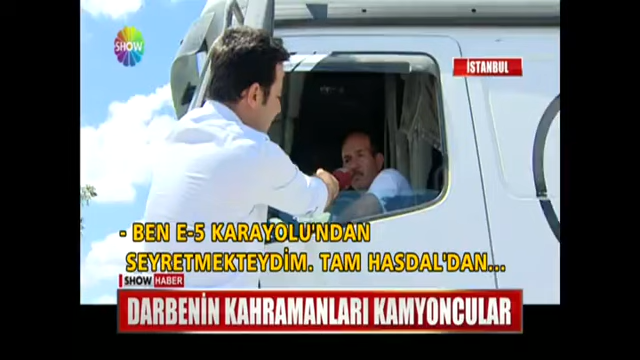 SHOW
İSTANBUL
- BEN E-5 KARAYOLU'NDAN
SEYRETMEKTEYDİM. TAM HASDAL'DAN...
SHOW HABER
DARBENİN KAHRAMANLARI KAMYONCULAR